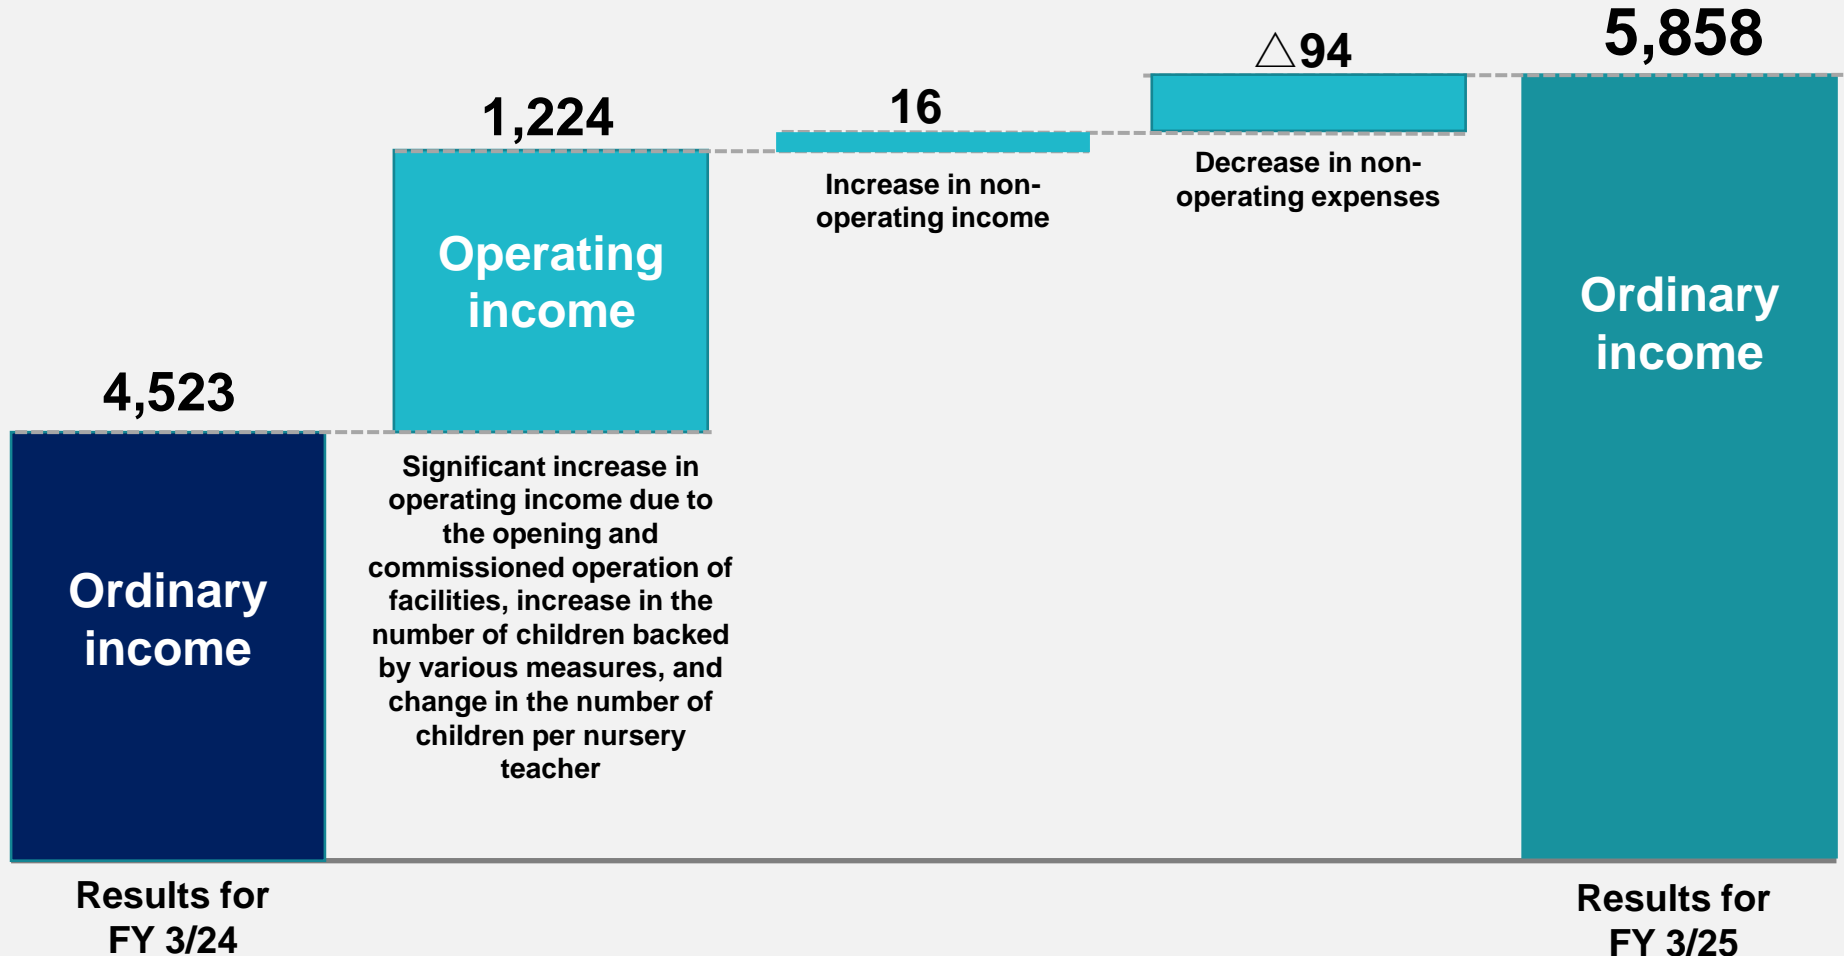 4,523
Ordinary
income
Results for
FY 3/24
1,224
Operating
income
Significant increase in
operating income due to
the opening and
commissioned operation of
facilities, increase in the
number of children backed
by various measures, and
change in the number of
children per nursery
teacher
16
Increase in non-
operating income
△94
Decrease in non-
operating expenses
5,858
Ordinary
income
Results for
FY 3/25